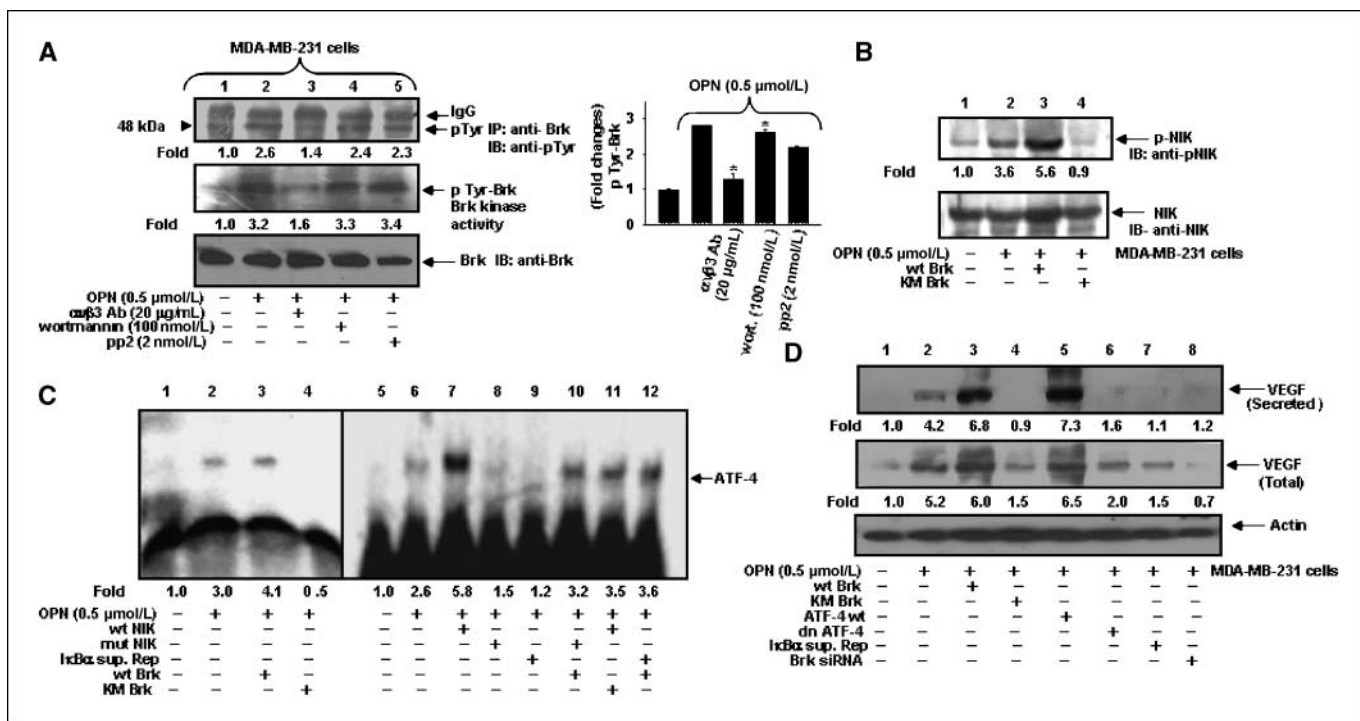 A
MDA-MB-231 cells
1 2 3 4 5
IgG
48 kDa
pTyr IP: anti- Brk
IB: anti-pTyr
Fold 1.0 2.6 1.4 2.4 2.3
p Tyr-Brk
Brk kinase
activity
Fold 1.0 3.2 1.6 3.3 3.4
Brk IB: anti-Brk
OPN (0.5 µmol/L) – + + + +
αvβ3 Ab (20 µg/mL) – – + – –
wortmannin (100 nmol/L) – – – + –
pp2 (2 nmol/L) – – – – +
OPN (0.5 µmol/L)
(Fold changes)
p Tyr-Brk
3
2
1
0
* *
αvβ3 Ab
(20 µg/mL)
wort. (100 nmol/L)
pp2 (2 nmol/L)
B
1 2 3 4
p-NIK
IB: anti-pNIK
Fold 1.0 3.6 5.6 0.9
NIK
IB- anti-NIK
OPN (0.5 µmol/L) – + + + MDA-MB-231 cells
wt Brk – – + –
KM Brk – – – +
C
1 2 3 4 5 6 7 8 9 10 11 12
ATF-4
Fold 1.0 3.0 4.1 0.5 1.0 2.6 5.8 1.5 1.2 3.2 3.5 3.6
OPN (0.5 µmol/L) – + + + – + + + + + + +
wt NIK – – – – – – + – – – + –
mut NIK – – – – – – – + – + – –
IκBα sup. Rep – – – – – – – – + – – +
wt Brk – – + – – – – – – + – +
KM Brk – – – + – – – – – – + –
D
1 2 3 4 5 6 7 8
VEGF
(Secreted )
Fold 1.0 4.2 6.8 0.9 7.3 1.6 1.1 1.2
VEGF
(Total)
Fold 1.0 5.2 6.0 1.5 6.5 2.0 1.5 0.7
Actin
OPN (0.5 µmol/L) – + + + + + + + MDA-MB-231 cells
wt Brk – – + – – – – –
KM Brk – – – + – – – –
ATF-4 wt – – – – + – – –
dn ATF-4 – – – – – + – –
IκBα sup. Rep – – – – – – + –
Brk siRNA – – – – – – – +